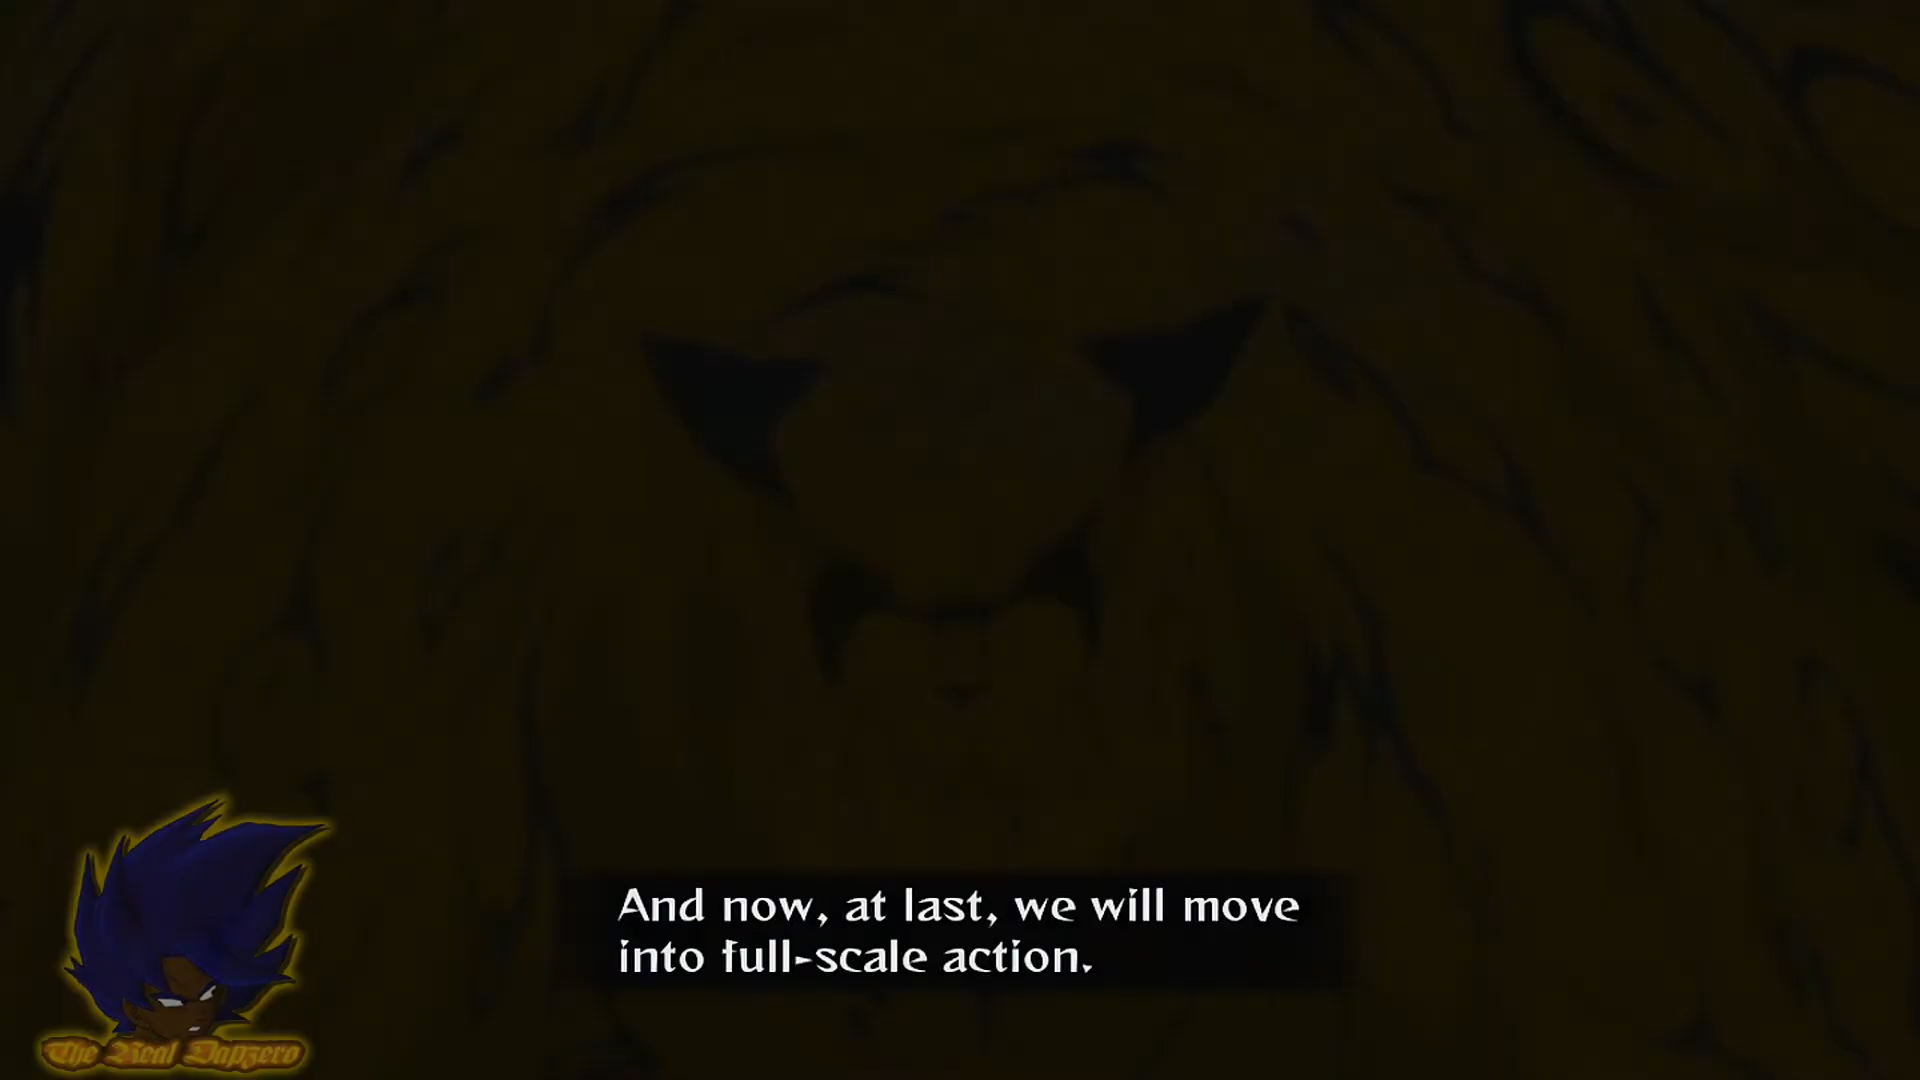 And now, at last, we will move
into full-scale action.
The Real Dapzero